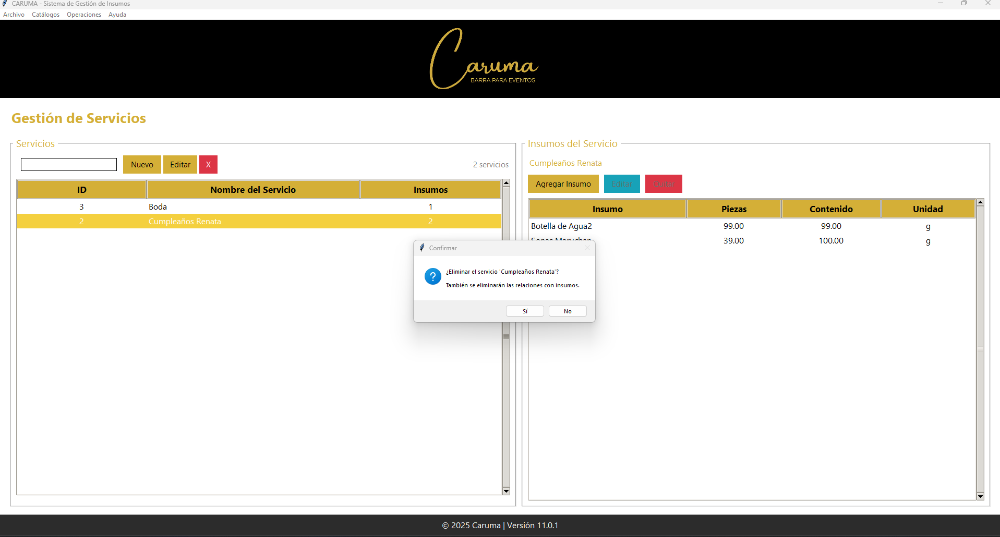 CARUMA - Sistema de Gestión de Insumos
Archivo Catálogos Operaciones Ayuda
Caruma
BARRA PARA EVENTOS
Gestión de Servicios
Servicios
Nuevo Editar X 2 servicios
ID Nombre del Servicio Insumos
3 Boda 1
2 Cumpleaños Renata 2
Insumos del Servicio
Cumpleaños Renata
Agregar Insumo Editar Quitar
Insumo Piezas Contenido Unidad
Botella de Agua2 99.00 99.00 g
Sopas Maruchan 39.00 100.00 g
Confirmar
¿Eliminar el servicio 'Cumpleaños Renata'?
También se eliminarán las relaciones con insumos.
Sí No
© 2025 Caruma | Versión 11.0.1